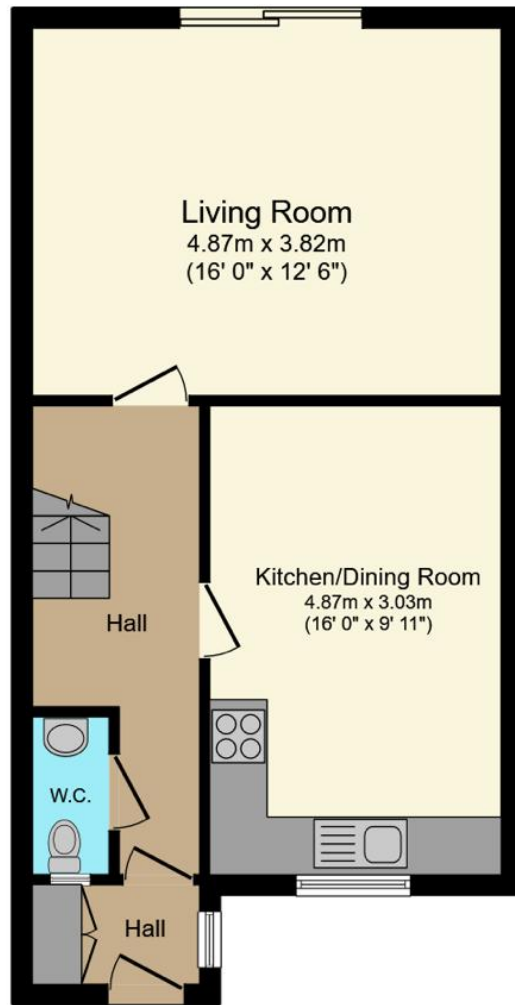 Living Room
4.87m x 3.82m
(16' 0" x 12' 6")
Kitchen/Dining Room
4.87m x 3.03m
(16' 0" x 9' 11")
Hall
W.C.
Hall